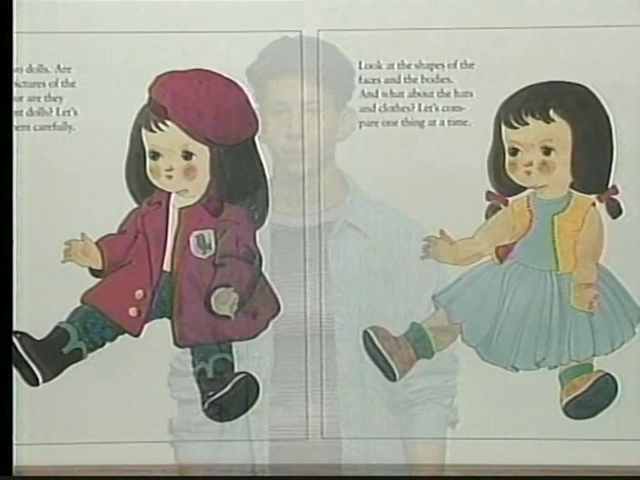 dolls. Are
pictures of the
or are they
dolls? Let's
them carefully.
Look at the shapes of the
faces and the bodies.
And what about the hats
and clothes? Let's com-
pare one thing at a time.